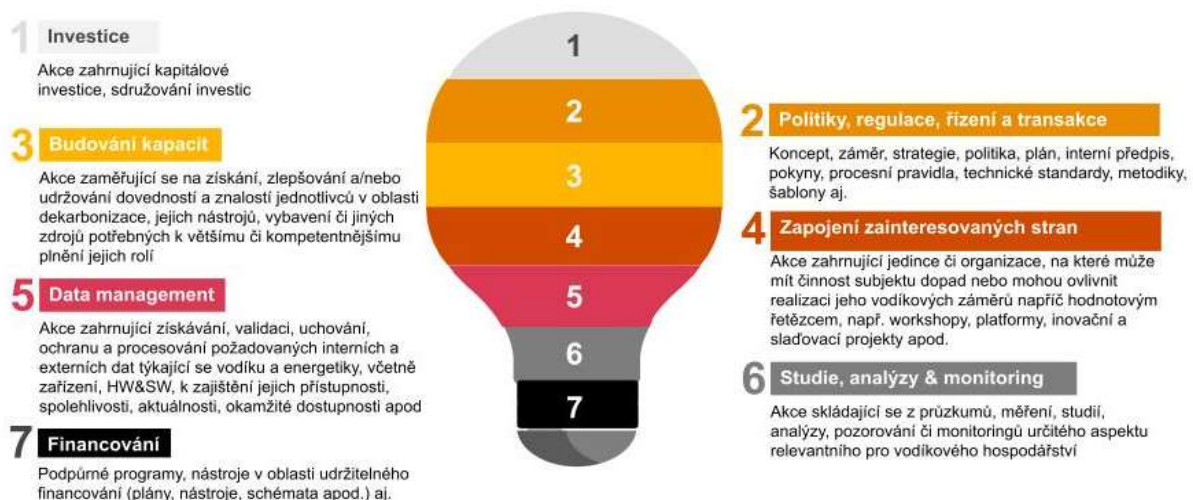 1 Investice
Akce zahrnující kapitálové
investice, sdružování investic
2 Politiky, regulace, řízení a transakce
Koncept, záměr, strategie, politika, plán, interní předpis,
pokyny, procesní pravidla, technické standardy, metodiky,
šablony aj.
3 Budování kapacit
Akce zaměřující se na získání, zlepšování a/nebo
udržování dovedností a znalostí jednotlivců v oblasti
dekarbonizace, jejich nástrojů, vybavení či jiných
zdrojů potřebných k většímu či kompetentnějšímu
plnění jejich rolí
4 Zapojení zainteresovaných stran
Akce zahrnující jedince či organizace, na které může
mít činnost subjektu dopad nebo mohou ovlivnit
realizaci jeho vodíkových záměrů napříč hodnotovým
řetězcem, např. workshopy, platformy, inovační a
slaďovací projekty apod.
5 Data management
Akce zahrnující získávání, validaci, uchování,
ochranu a procesování požadovaných interních a
externích dat týkající se vodíku a energetiky, včetně
zařízení, HW&SW, k zajištění jejich přístupnosti,
spolehlivosti, aktuálnosti, okamžité dostupnosti apod
6 Studie, analýzy & monitoring
Akce skládající se z průzkumů, měření, studií,
analýzy, pozorování či monitoringů určitého aspektu
relevantního pro vodíkového hospodářství
7 Financování
Podpůrné programy, nástroje v oblasti udržitelného
financování (plány, nástroje, schémata apod.) aj.
1
2
3
4
5
6
7